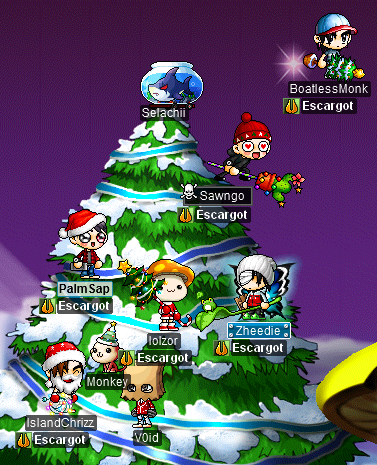 BoatlessMonk
Escargot
Selachii
Sawngo
Escargot
PalmSap
Escargot
lolzor
Escargot
Zheedie
Escargot
Monkey
IslandChrizz
Escargot
V0id